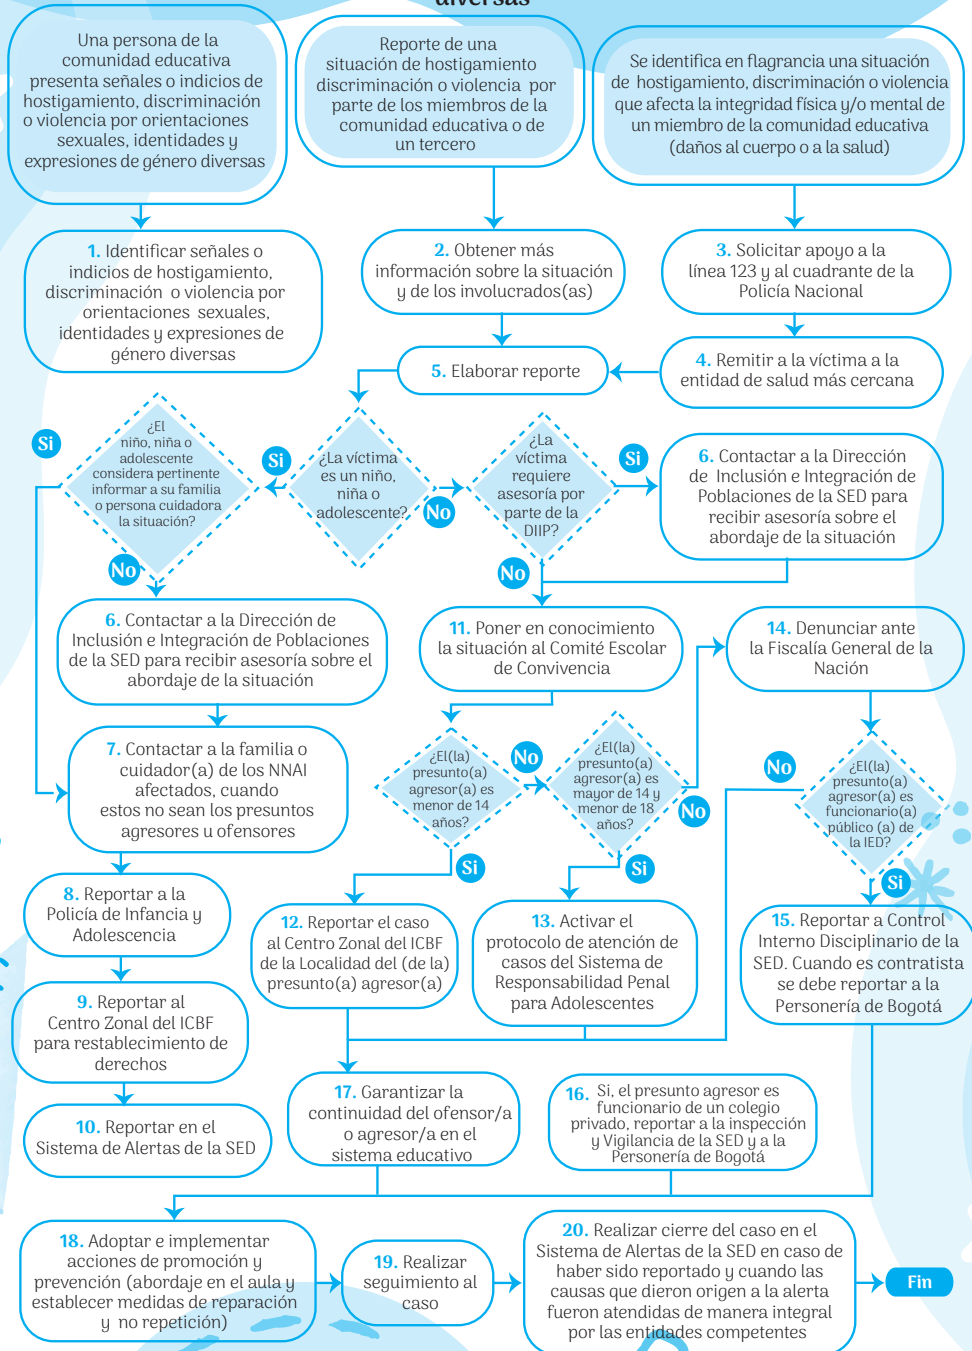 diversas
Una persona de la
comunidad educativa
presenta señales o indicios de
hostigamiento, discriminación
o violencia por orientaciones
sexuales, identidades y
expresiones de género diversas
Reporte de una
situación de hostigamiento
discriminación o violencia por
parte de los miembros de la
comunidad educativa o de
un tercero
Se identifica en flagrancia una situación
de hostigamiento, discriminación o violencia
que afecta la integridad física y/o mental de
un miembro de la comunidad educativa
(daños al cuerpo o a la salud)
1. Identificar señales o
indicios de hostigamiento,
discriminación o violencia por
orientaciones sexuales,
identidades y expresiones de
género diversas
2. Obtener más
información sobre la situación
y de los involucrados(as)
3. Solicitar apoyo a la
línea 123 y al cuadrante de la
Policía Nacional
5. Elaborar reporte
4. Remitir a la víctima a la
entidad de salud más cercana
Si
¿El
niño, niña o
adolescente
considera pertinente
informar a su familia
o persona cuidadora
la situación?
No
Si
¿La víctima
es un niño,
niña o
adolescente?
No
¿La
víctima
requiere
asesoría por
parte de la
DIIP?
Si
No
6. Contactar a la Dirección
de Inclusión e Integración de
Poblaciones de la SED para
recibir asesoría sobre el
abordaje de la situación
6. Contactar a la Dirección de
Inclusión e Integración de Poblaciones
de la SED para recibir asesoría sobre el
abordaje de la situación
11. Poner en conocimiento
la situación al Comité Escolar
de Convivencia
14. Denunciar ante
la Fiscalía General de la
Nación
7. Contactar a la familia o
cuidador(a) de los NNAI
afectados, cuando
estos no sean los presuntos
agresores u ofensores
¿El(la)
presunto(a)
agresor(a) es
menor de 14
años?
No
Si
¿El(la)
presunto(a)
agresor(a) es
mayor de 14 y
menor de 18
años?
No
Si
No
¿El(la)
presunto(a)
agresor(a) es
funcionario(a)
público (a) de
la IED?
Si
8. Reportar a la
Policía de Infancia y
Adolescencia
12. Reportar el caso
al Centro Zonal del ICBF
de la Localidad del (de la)
presunto(a) agresor(a)
13. Activar el
protocolo de atención de
casos del Sistema de
Responsabilidad Penal
para Adolescentes
15. Reportar a Control
Interno Disciplinario de la
SED. Cuando es contratista
se debe reportar a la
Personería de Bogotá
9. Reportar al
Centro Zonal del ICBF
para restablecimiento de
derechos
10. Reportar en el
Sistema de Alertas de la SED
17. Garantizar la
continuidad del ofensor/a
o agresor/a en el
sistema educativo
16. Si, el presunto agresor es
funcionario de un colegio
privado, reportar a la inspección
y Vigilancia de la SED y a la
Personería de Bogotá
18. Adoptar e implementar
acciones de promoción y
prevención (abordaje en el aula y
establecer medidas de reparación
y no repetición)
19. Realizar
seguimiento al
caso
20. Realizar cierre del caso en el
Sistema de Alertas de la SED en caso de
haber sido reportado y cuando las
causas que dieron origen a la alerta
fueron atendidas de manera integral
por las entidades competentes
Fin